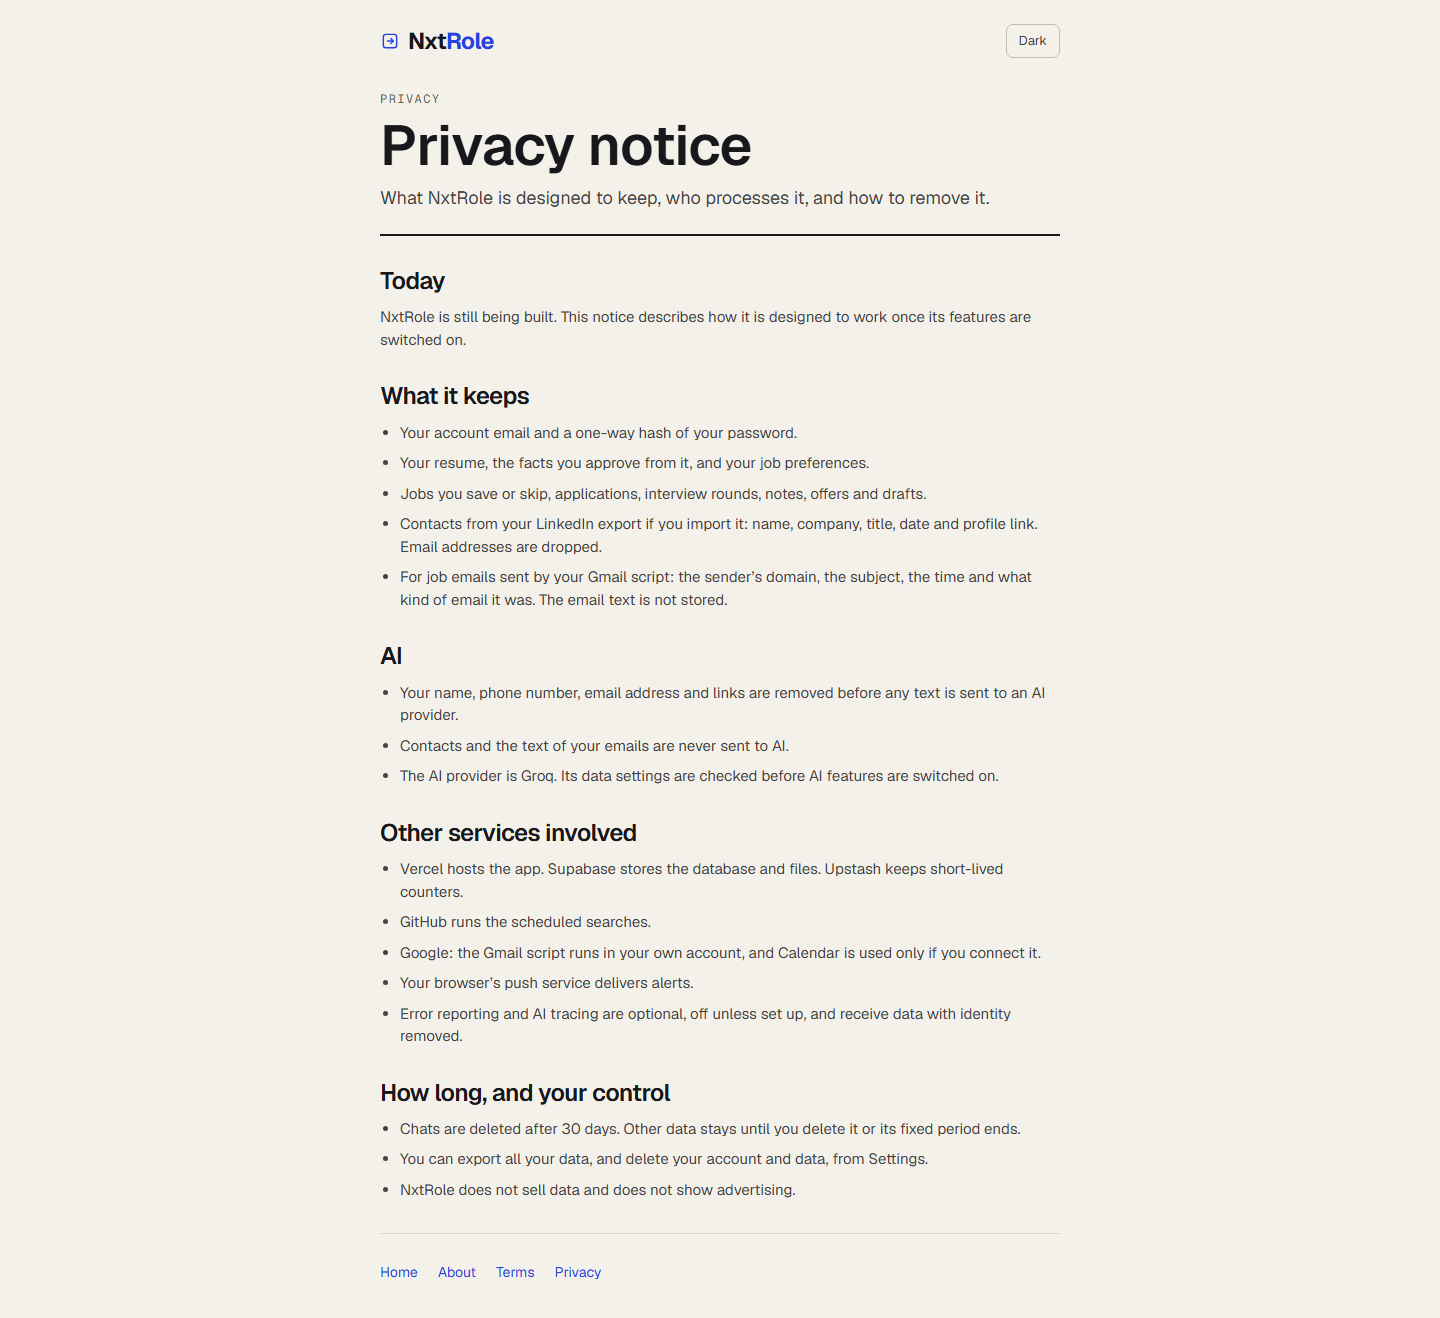 NxtRole
Dark
PRIVACY
Privacy notice
What NxtRole is designed to keep, who processes it, and how to remove it.
Today
NxtRole is still being built. This notice describes how it is designed to work once its features are
switched on.
What it keeps
• Your account email and a one-way hash of your password.
• Your resume, the facts you approve from it, and your job preferences.
• Jobs you save or skip, applications, interview rounds, notes, offers and drafts.
• Contacts from your LinkedIn export if you import it: name, company, title, date and profile link.
Email addresses are dropped.
• For job emails sent by your Gmail script: the sender’s domain, the subject, the time and what
kind of email it was. The email text is not stored.
AI
• Your name, phone number, email address and links are removed before any text is sent to an AI
provider.
• Contacts and the text of your emails are never sent to AI.
• The AI provider is Groq. Its data settings are checked before AI features are switched on.
Other services involved
• Vercel hosts the app. Supabase stores the database and files. Upstash keeps short-lived
counters.
• GitHub runs the scheduled searches.
• Google: the Gmail script runs in your own account, and Calendar is used only if you connect it.
• Your browser’s push service delivers alerts.
• Error reporting and AI tracing are optional, off unless set up, and receive data with identity
removed.
How long, and your control
• Chats are deleted after 30 days. Other data stays until you delete it or its fixed period ends.
• You can export all your data, and delete your account and data, from Settings.
• NxtRole does not sell data and does not show advertising.
Home About Terms Privacy